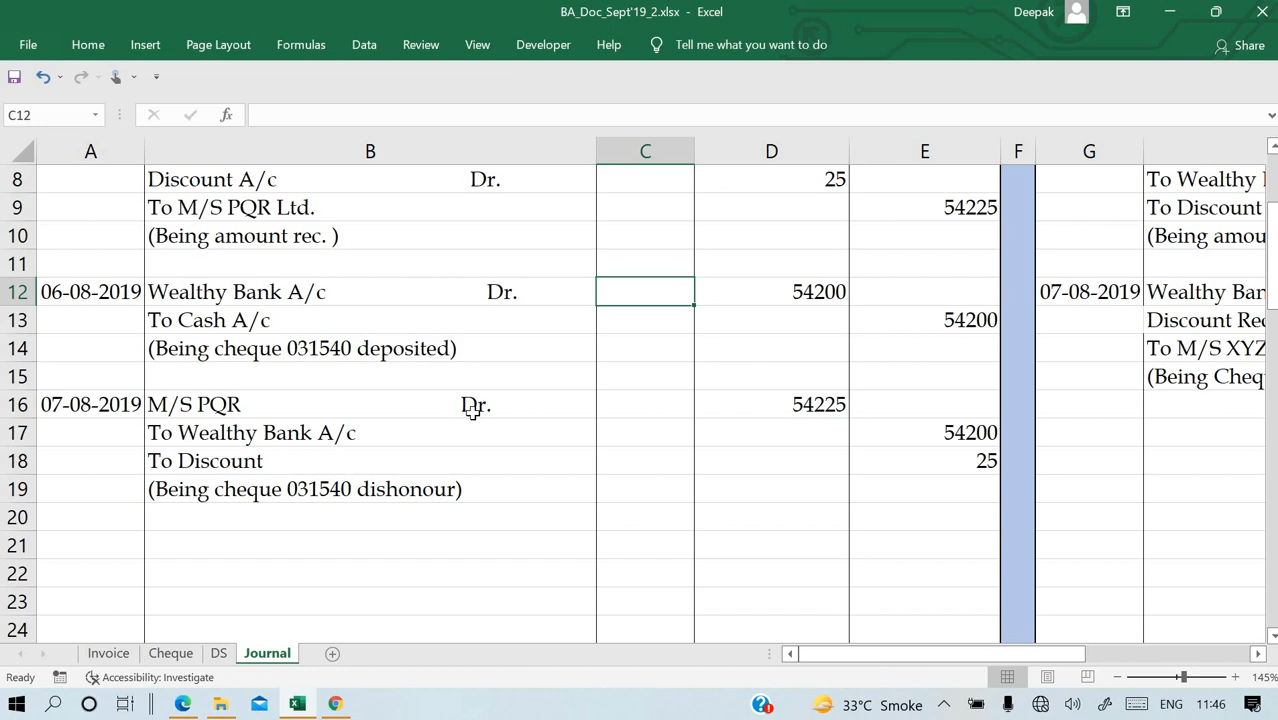 BA_Doc_Sept'19_2.xlsx - Excel
Deepak
File Home Insert Page Layout Formulas Data Review View Developer Help Tell me what you want to do Share
C12
fx
A B C D E F G
8 Discount A/c Dr. 25 To Wealthy
9 To M/S PQR Ltd. 54225 To Discount
10 (Being amount rec. ) (Being amou
11
12 06-08-2019 Wealthy Bank A/c Dr. 54200 07-08-2019 Wealthy Ban
13 To Cash A/c 54200 Discount Rec
14 (Being cheque 031540 deposited) To M/S XYZ
15 (Being Cheq
16 07-08-2019 M/S PQR Dr. 54225
17 To Wealthy Bank A/c 54200
18 To Discount 25
19 (Being cheque 031540 dishonour)
20
21
22
23
24
Invoice Cheque DS Journal
Ready Accessibility: Investigate 145%
33°C Smoke ENG 11:46